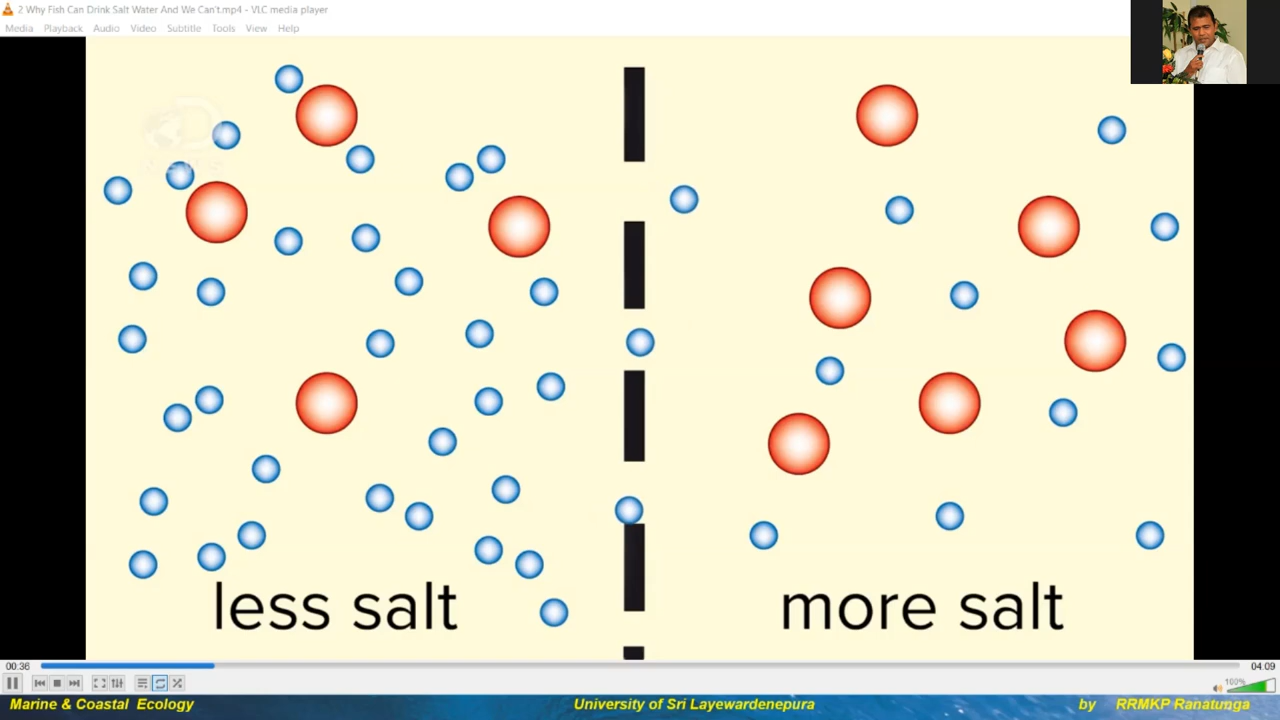 2 Why Fish Can Drink Salt Water And We Can't.mp4 - VLC media player
Media Playback Audio Video Subtitle Tools View Help
less salt
more salt
00:36
04:09
100%
Marine & Coastal Ecology
University of Sri Layewardenepura
by RRMKP Ranatunga